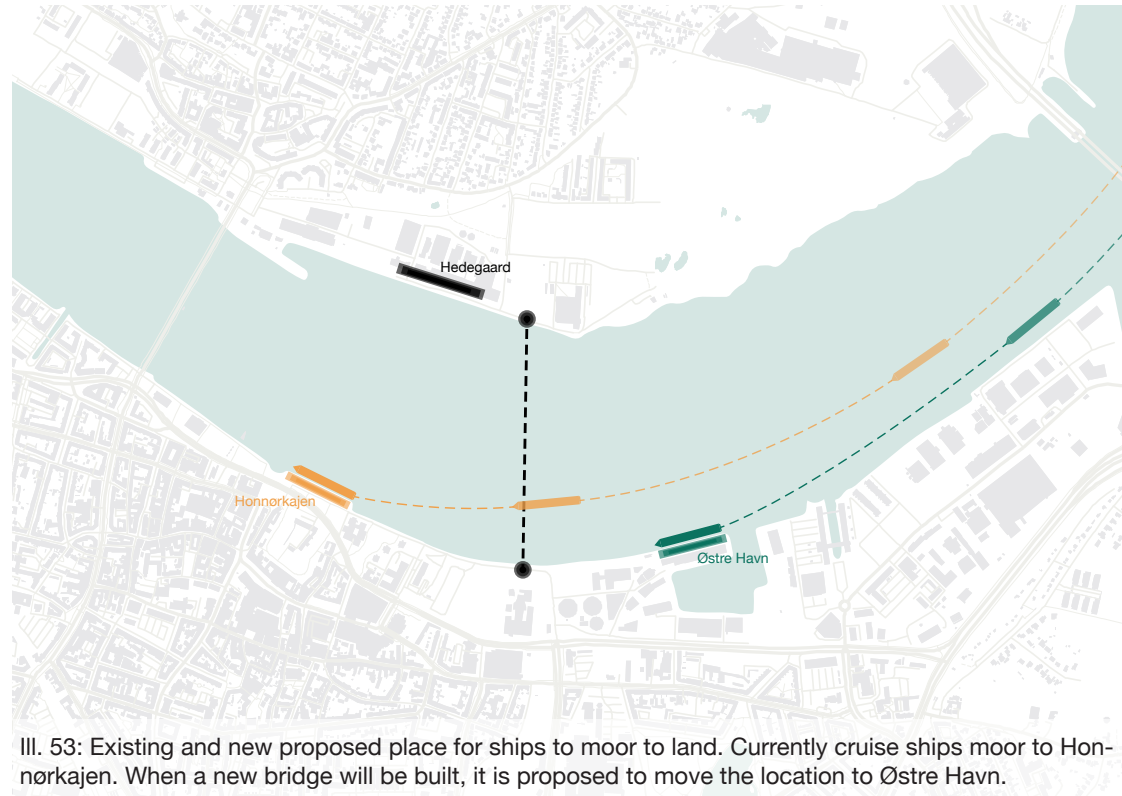 Hedegaard
Honnørkajen
Østre Havn
Ill. 53: Existing and new proposed place for ships to moor to land. Currently cruise ships moor to Hon-
nørkajen. When a new bridge will be built, it is proposed to move the location to Østre Havn.